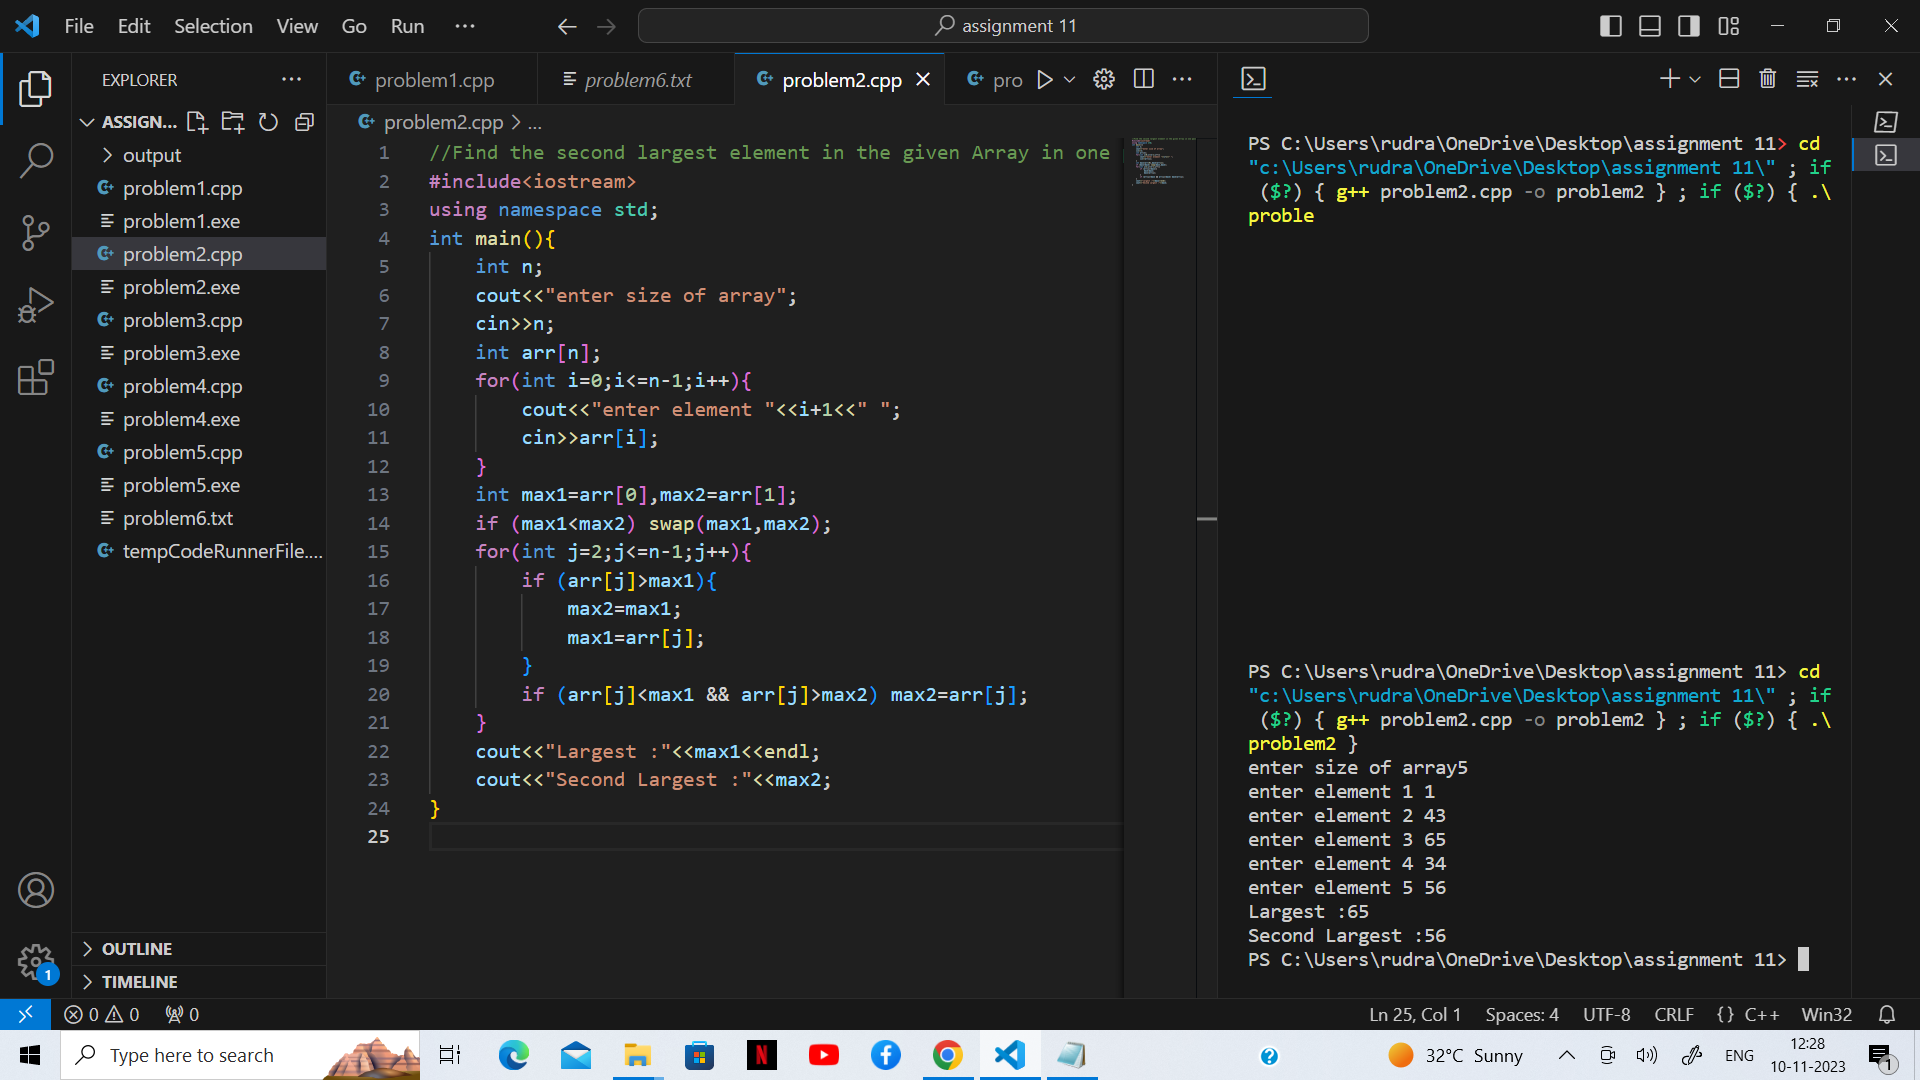 File Edit Selection View Go Run ···
assignment 11
EXPLORER ···
ASSIGN...
output
problem1.cpp
problem1.exe
problem2.cpp
problem2.exe
problem3.cpp
problem3.exe
problem4.cpp
problem4.exe
problem5.cpp
problem5.exe
problem6.txt
tempCodeRunnerFile....
OUTLINE
TIMELINE
1
problem1.cpp problem6.txt problem2.cpp pro
problem2.cpp > ...
1 //Find the second largest element in the given Array in one
2 #include<iostream>
3 using namespace std;
4 int main(){
5 int n;
6 cout<<"enter size of array";
7 cin>>n;
8 int arr[n];
9 for(int i=0;i<=n-1;i++){
10 cout<<"enter element "<<i+1<<" ";
11 cin>>arr[i];
12 }
13 int max1=arr[0],max2=arr[1];
14 if (max1<max2) swap(max1,max2);
15 for(int j=2;j<=n-1;j++){
16 if (arr[j]>max1){
17 max2=max1;
18 max1=arr[j];
19 }
20 if (arr[j]<max1 && arr[j]>max2) max2=arr[j];
21 }
22 cout<<"Largest :"<<max1<<endl;
23 cout<<"Second Largest :"<<max2;
24 }
25
PS C:\Users\rudra\OneDrive\Desktop\assignment 11> cd
"c:\Users\rudra\OneDrive\Desktop\assignment 11\" ; if
($?) { g++ problem2.cpp -o problem2 } ; if ($?) { .\
proble
PS C:\Users\rudra\OneDrive\Desktop\assignment 11> cd
"c:\Users\rudra\OneDrive\Desktop\assignment 11\" ; if
($?) { g++ problem2.cpp -o problem2 } ; if ($?) { .\
problem2 }
enter size of array5
enter element 1 1
enter element 2 43
enter element 3 65
enter element 4 34
enter element 5 56
Largest :65
Second Largest :56
PS C:\Users\rudra\OneDrive\Desktop\assignment 11>
0 0 0
Ln 25, Col 1 Spaces: 4 UTF-8 CRLF {} C++ Win32
Type here to search
32°C Sunny
ENG
12:28
10-11-2023
1